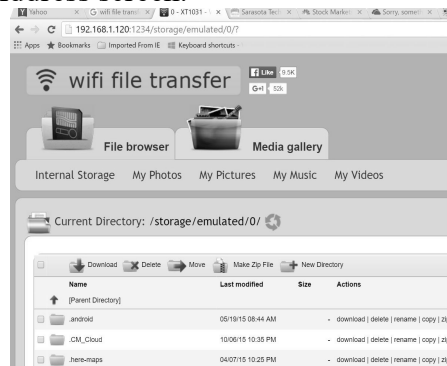 Yahoo
G wifi file transfe
0 - XT1031 -
Sarasota Tech
Stock Market
Sorry, someth
192.168.1.120:1234/storage/emulated/0/?
Apps Bookmarks Imported From IE Keyboard shortcuts -
wifi file transfer
Like 9.5K
G+1 52k
File browser Media gallery
Internal Storage My Photos My Pictures My Music My Videos
Current Directory: /storage/emulated/0/
Download Delete Move Make Zip File New Directory
Name Last modified Size Actions
[Parent Directory]
.android 05/19/15 08:44 AM - download | delete | rename | copy | zip
.CM_Cloud 10/06/15 10:35 PM - download | delete | rename | copy | zip
.here-maps 04/07/15 10:25 PM - download | delete | rename | copy | zip